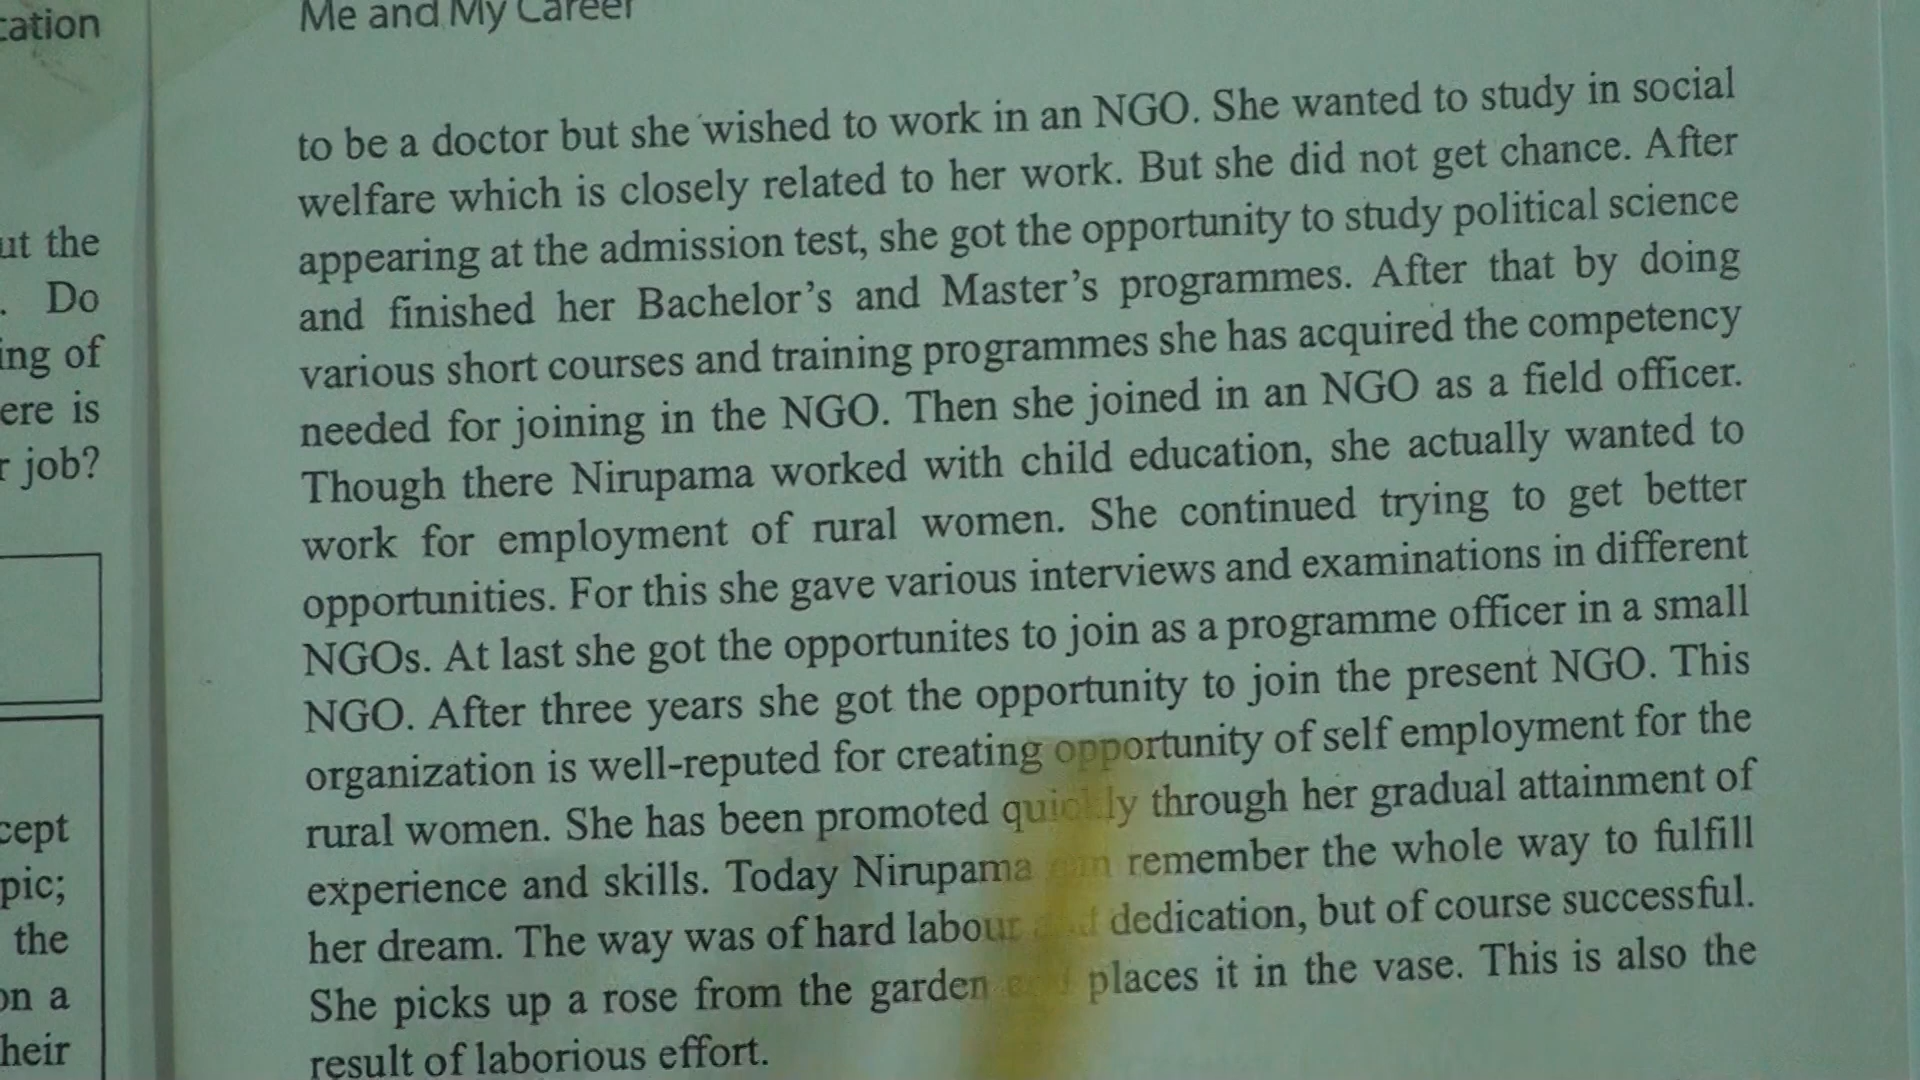 cation
Me and My Career
to be a doctor but she wished to work in an NGO. She wanted to study in social
welfare which is closely related to her work. But she did not get chance. After
appearing at the admission test, she got the opportunity to study political science
and finished her Bachelor's and Master's programmes. After that by doing
various short courses and training programmes she has acquired the competency
needed for joining in the NGO. Then she joined in an NGO as a field officer.
Though there Nirupama worked with child education, she actually wanted to
work for employment of rural women. She continued trying to get better
opportunities. For this she gave various interviews and examinations in different
NGOs. At last she got the opportunites to join as a programme officer in a small
NGO. After three years she got the opportunity to join the present NGO. This
organization is well-reputed for creating opportunity of self employment for the
rural women. She has been promoted quickly through her gradual attainment of
experience and skills. Today Nirupama remember the whole way to fulfill
her dream. The way was of hard labour dedication, but of course successful.
She picks up a rose from the garden places it in the vase. This is also the
result of laborious effort.
ut the
. Do
ing of
ere is
r job?
cept
pic;
the
on a
heir